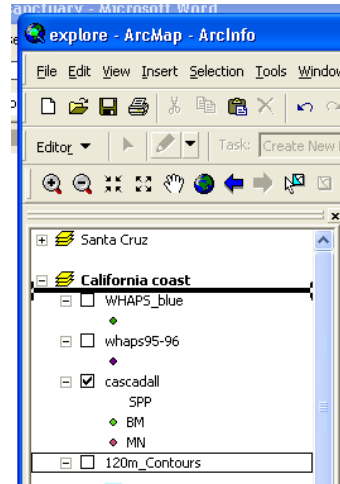 anctuary - Microsoft Word
explore - ArcMap - ArcInfo
File Edit View Insert Selection Tools Window
Editor Task: Create New
Santa Cruz
California coast
WHAPS_blue
whaps95-96
cascadall
SPP
BM
MN
120m_Contours